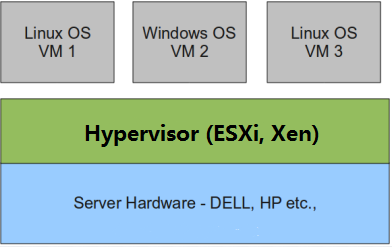 Linux OS
VM 1
Windows OS
VM 2
Linux OS
VM 3
Hypervisor (ESXi, Xen)
Server Hardware - DELL, HP etc.,